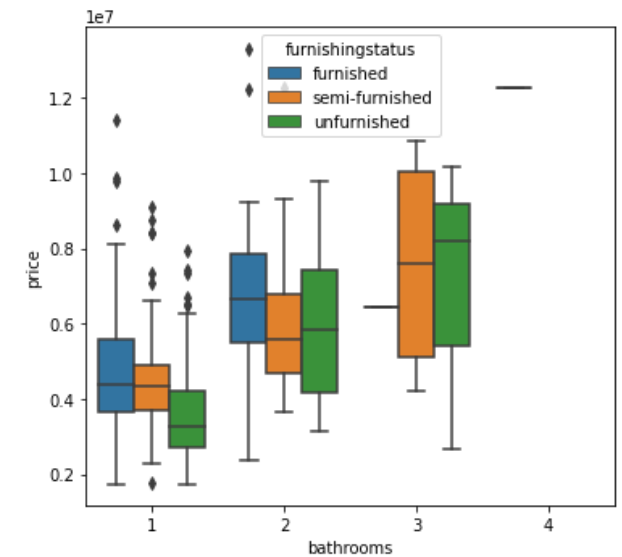 1e7
furnishingstatus
furnished
semi-furnished
unfurnished
1.2
1.0
0.8
0.6
0.4
0.2
price
1 2 3 4
bathrooms